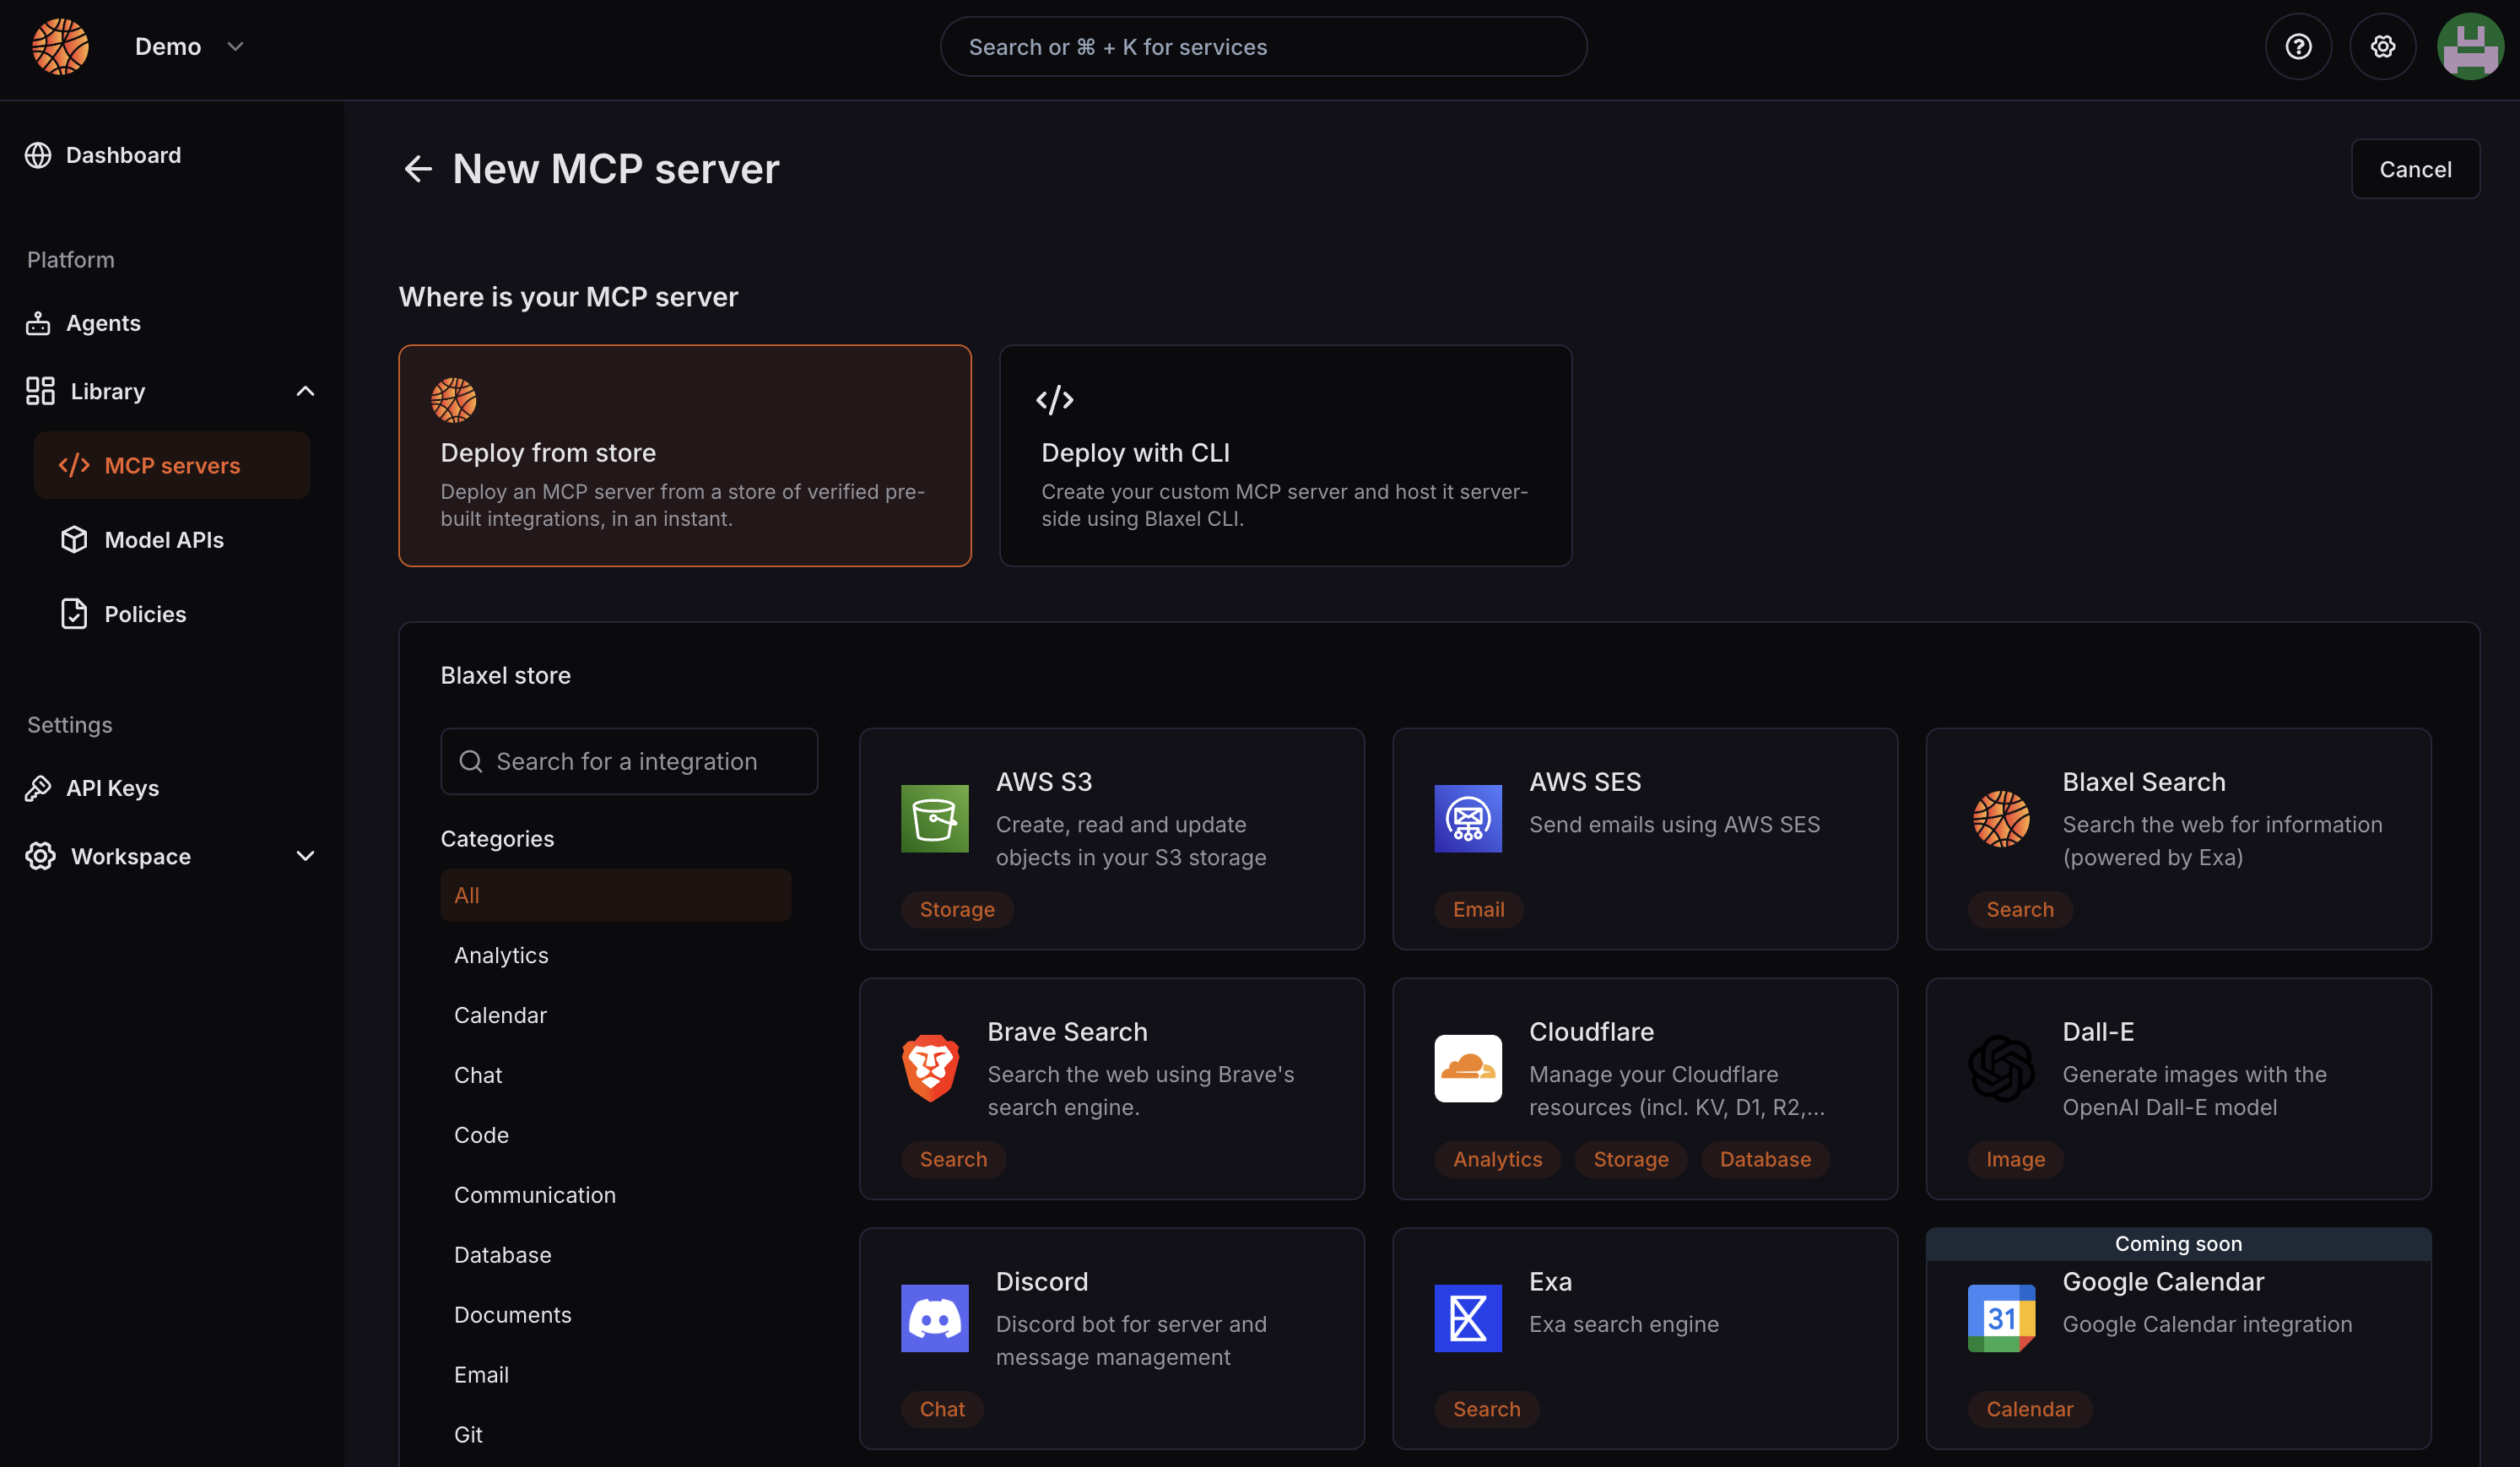 Demo
Search or ⌘ + K for services
Dashboard
Platform
Agents
Library
MCP servers
Model APIs
Policies
Settings
API Keys
Workspace
New MCP server
Cancel
Where is your MCP server
Deploy from store
Deploy an MCP server from a store of verified pre-
built integrations, in an instant.
Deploy with CLI
Create your custom MCP server and host it server-
side using Blaxel CLI.
Blaxel store
Search for a integration
Categories
All
Analytics
Calendar
Chat
Code
Communication
Database
Documents
Email
Git
AWS S3
Create, read and update
objects in your S3 storage
Storage
AWS SES
Send emails using AWS SES
Email
Blaxel Search
Search the web for information
(powered by Exa)
Search
Brave Search
Search the web using Brave's
search engine.
Search
Cloudflare
Manage your Cloudflare
resources (incl. KV, D1, R2,...
Analytics Storage Database
Dall-E
Generate images with the
OpenAI Dall-E model
Image
Discord
Discord bot for server and
message management
Chat
Exa
Exa search engine
Search
Coming soon
31
Google Calendar
Google Calendar integration
Calendar